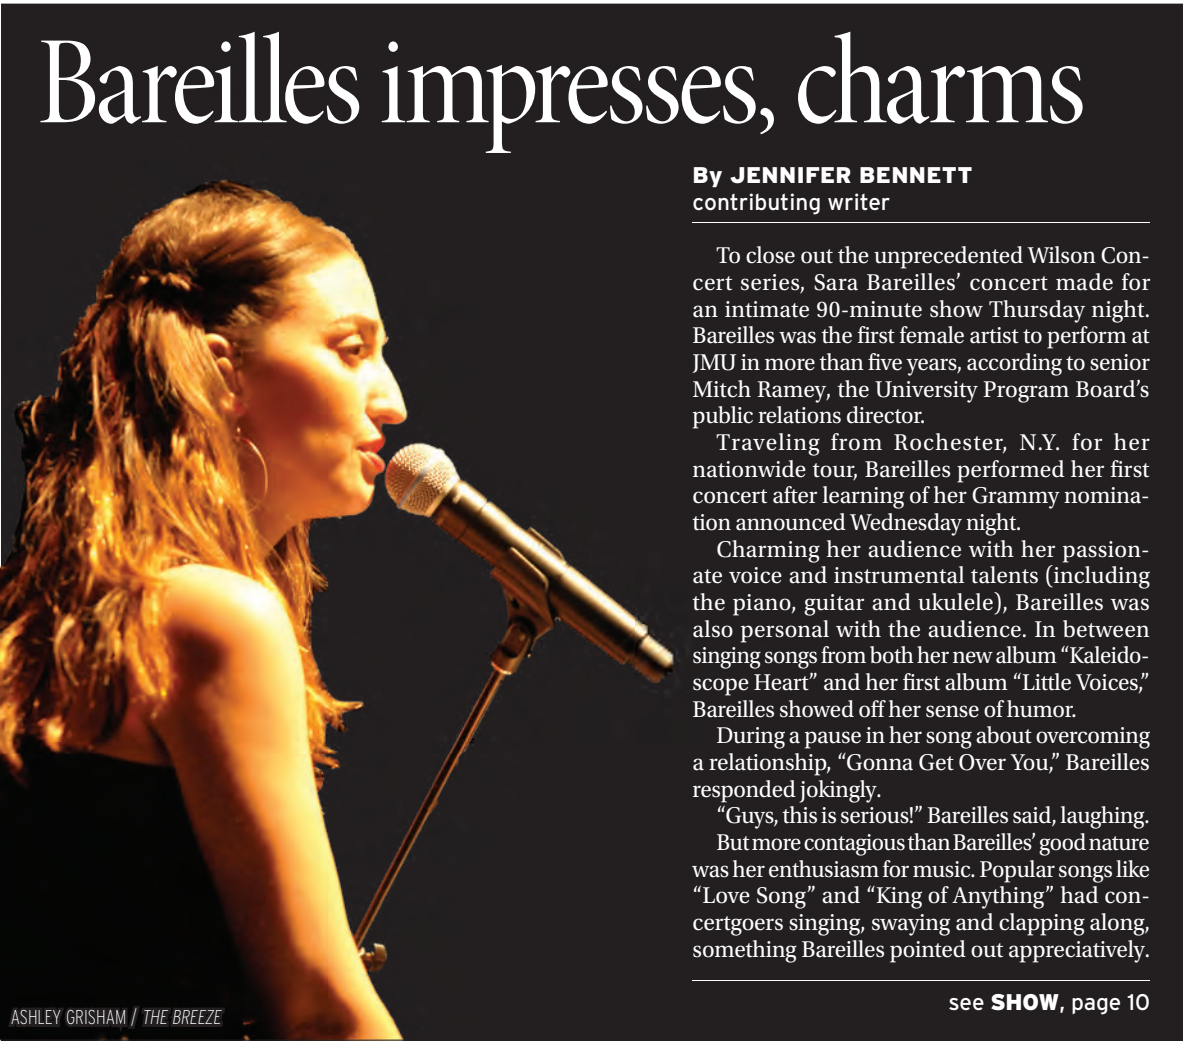 Bareilles impresses, charms
By JENNIFER BENNETT
contributing writer
To close out the unprecedented Wilson Con-
cert series, Sara Bareilles’ concert made for
an intimate 90-minute show Thursday night.
Bareilles was the first female artist to perform at
JMU in more than five years, according to senior
Mitch Ramey, the University Program Board’s
public relations director.
Traveling from Rochester, N.Y. for her
nationwide tour, Bareilles performed her first
concert after learning of her Grammy nomina-
tion announced Wednesday night.
Charming her audience with her passion-
ate voice and instrumental talents (including
the piano, guitar and ukulele), Bareilles was
also personal with the audience. In between
singing songs from both her new album “Kaleido-
scope Heart” and her first album “Little Voices,”
Bareilles showed off her sense of humor.
During a pause in her song about overcoming
a relationship, “Gonna Get Over You,” Bareilles
responded jokingly.
“Guys, this is serious!” Bareilles said, laughing.
But more contagious than Bareilles’ good nature
was her enthusiasm for music. Popular songs like
“Love Song” and “King of Anything” had con-
certgoers singing, swaying and clapping along,
something Bareilles pointed out appreciatively.
see SHOW, page 10
ASHLEY GRISHAM / THE BREEZE